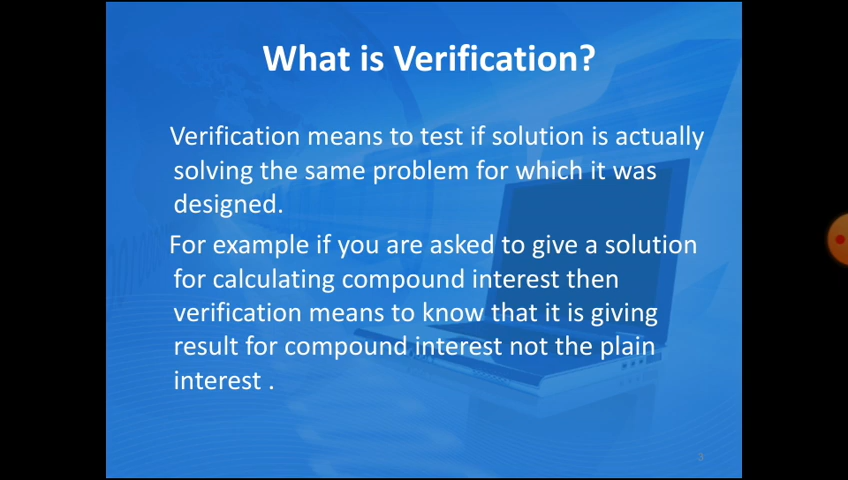 What is Verification?
Verification means to test if solution is actually
solving the same problem for which it was
designed.
For example if you are asked to give a solution
for calculating compound interest then
verification means to know that it is giving
result for compound interest not the plain
interest .
3